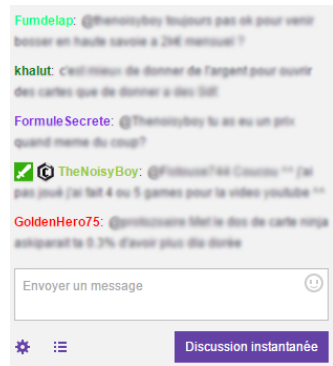 Fumdelap: @thenoisyboy toujours pas ok pour venir
bosser en haute savoie a 2k€ mensuel ?
khalut: c'est mieux de donner de l'argent pour ouvrir
des cartes que de donner a des Sdf.
FormuleSecrete: @Thenoisyboy tu as eu un prix
quand meme du coup?
TheNoisyBoy: Coucou ^^ j'ai
pas joué j'ai fait 4 ou 5 games pour la video youtube ^^
GoldenHero75: Met le dos de carte ninja
askiparait ta 0.3% d'avoir plus d'la dorée
Envoyer un message
Discussion instantanée